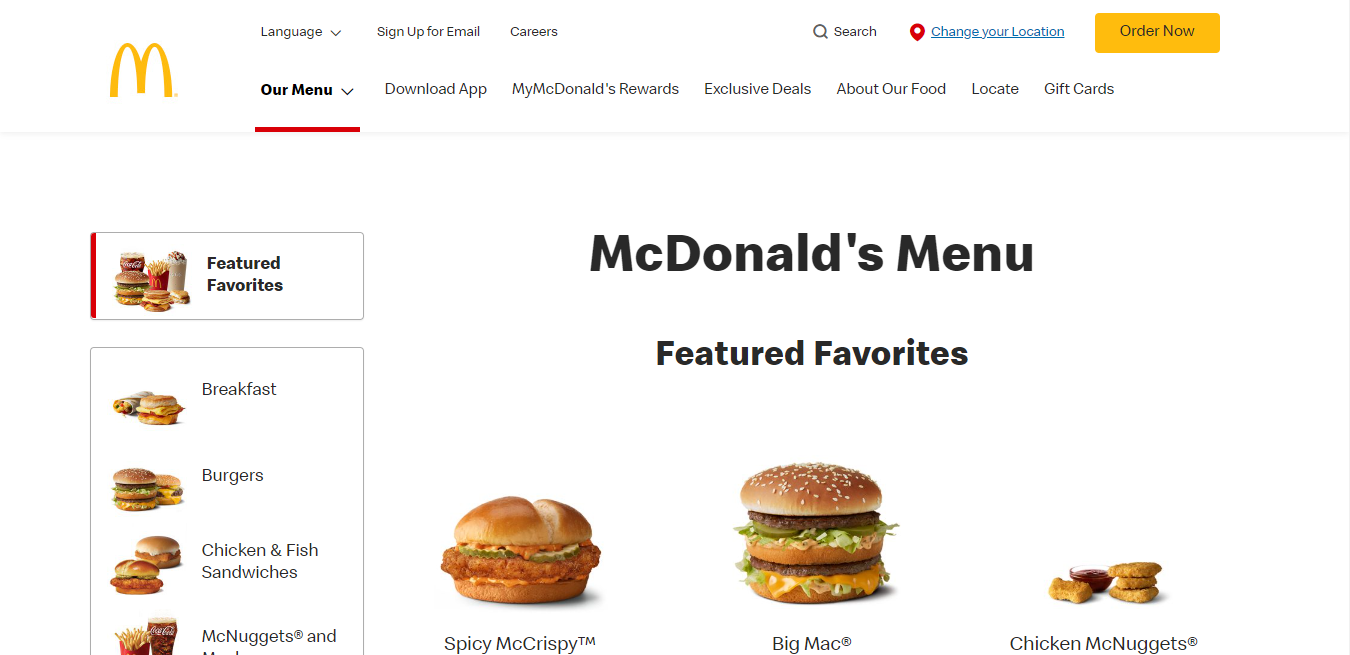 Language
Sign Up for Email
Careers
Search
Change your Location
Order Now
Our Menu
Download App
MyMcDonald's Rewards
Exclusive Deals
About Our Food
Locate
Gift Cards
McDonald's Menu
Featured
Favorites
Featured Favorites
Breakfast
Burgers
Chicken & Fish
Sandwiches
McNuggets® and
Spicy McCrispy™
Big Mac®
Chicken McNuggets®